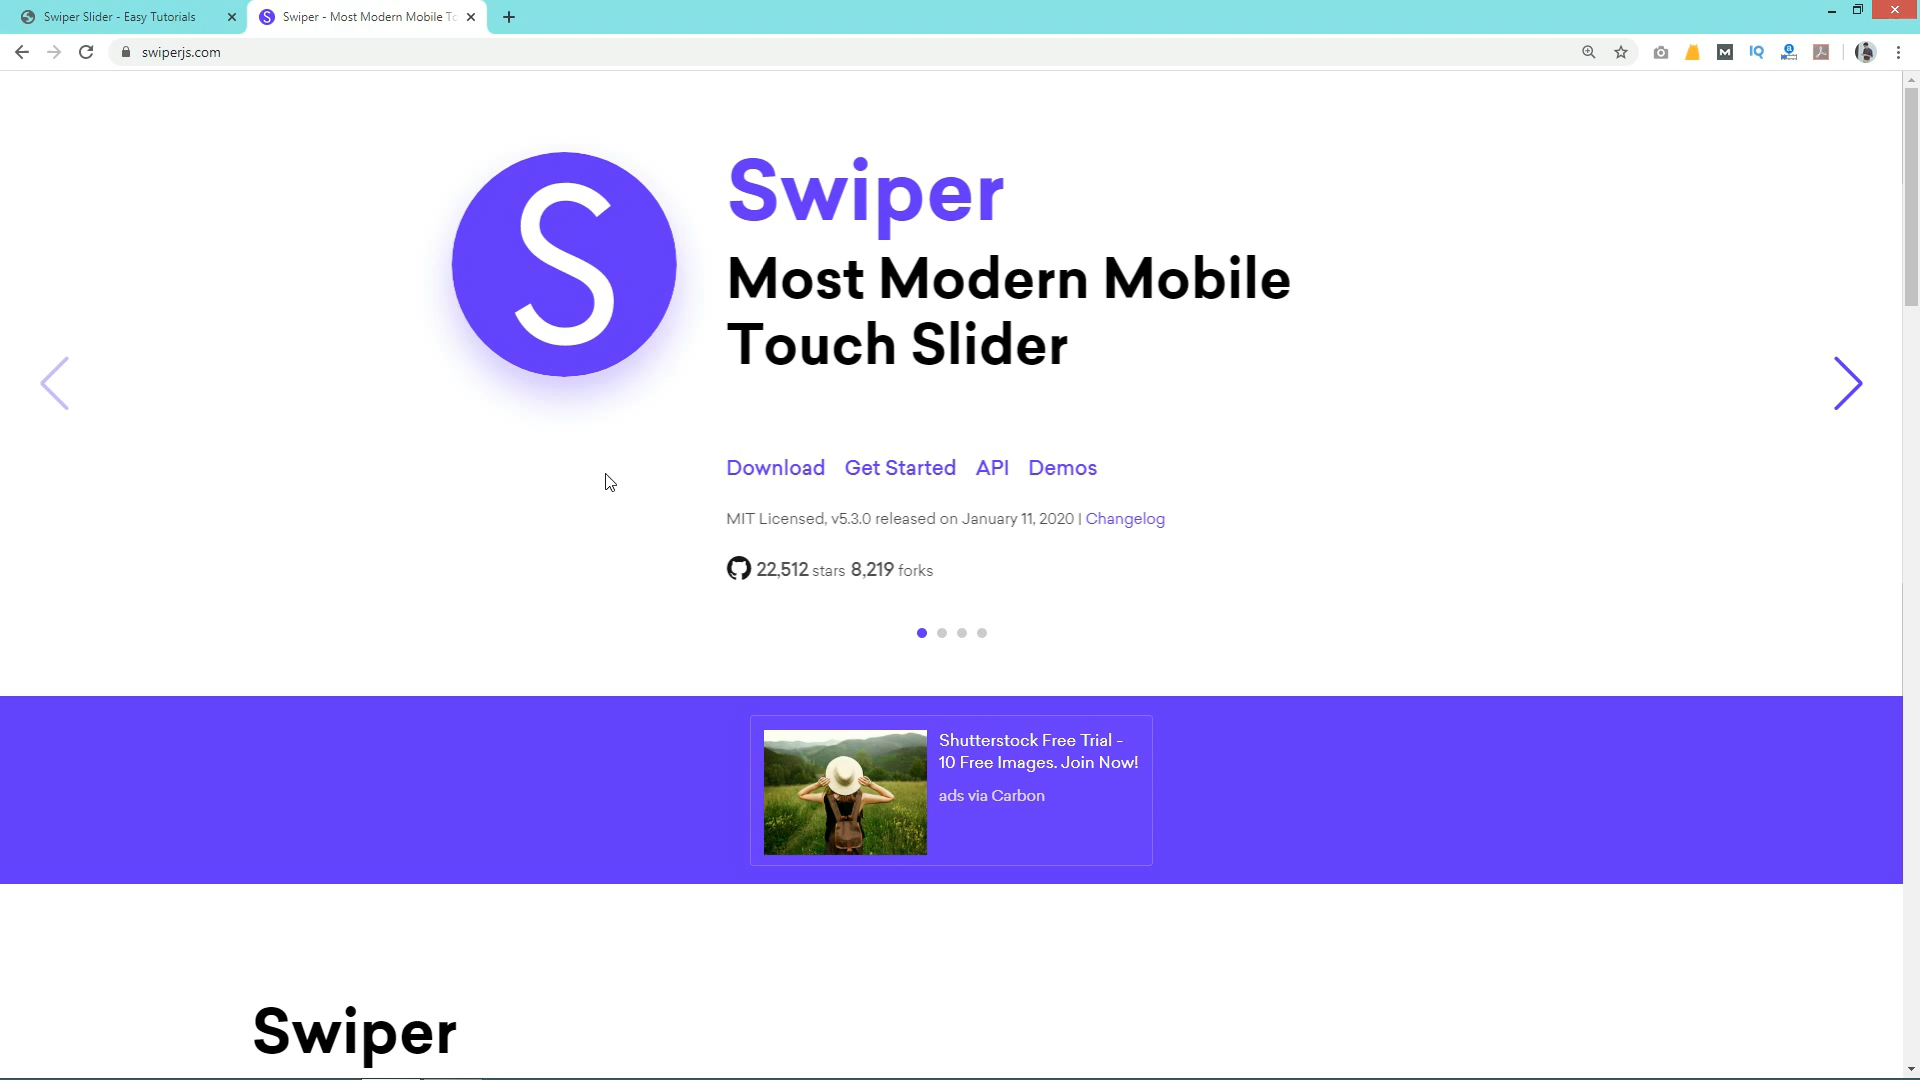 Swiper Slider - Easy Tutorials
Swiper - Most Modern Mobile To
swiperjs.com
IQ
S
Swiper
Most Modern Mobile
Touch Slider
Download Get Started API Demos
MIT Licensed, v5.3.0 released on January 11, 2020 | Changelog
22,512 stars 8,219 forks
Shutterstock Free Trial -
10 Free Images. Join Now!
ads via Carbon
Swiper